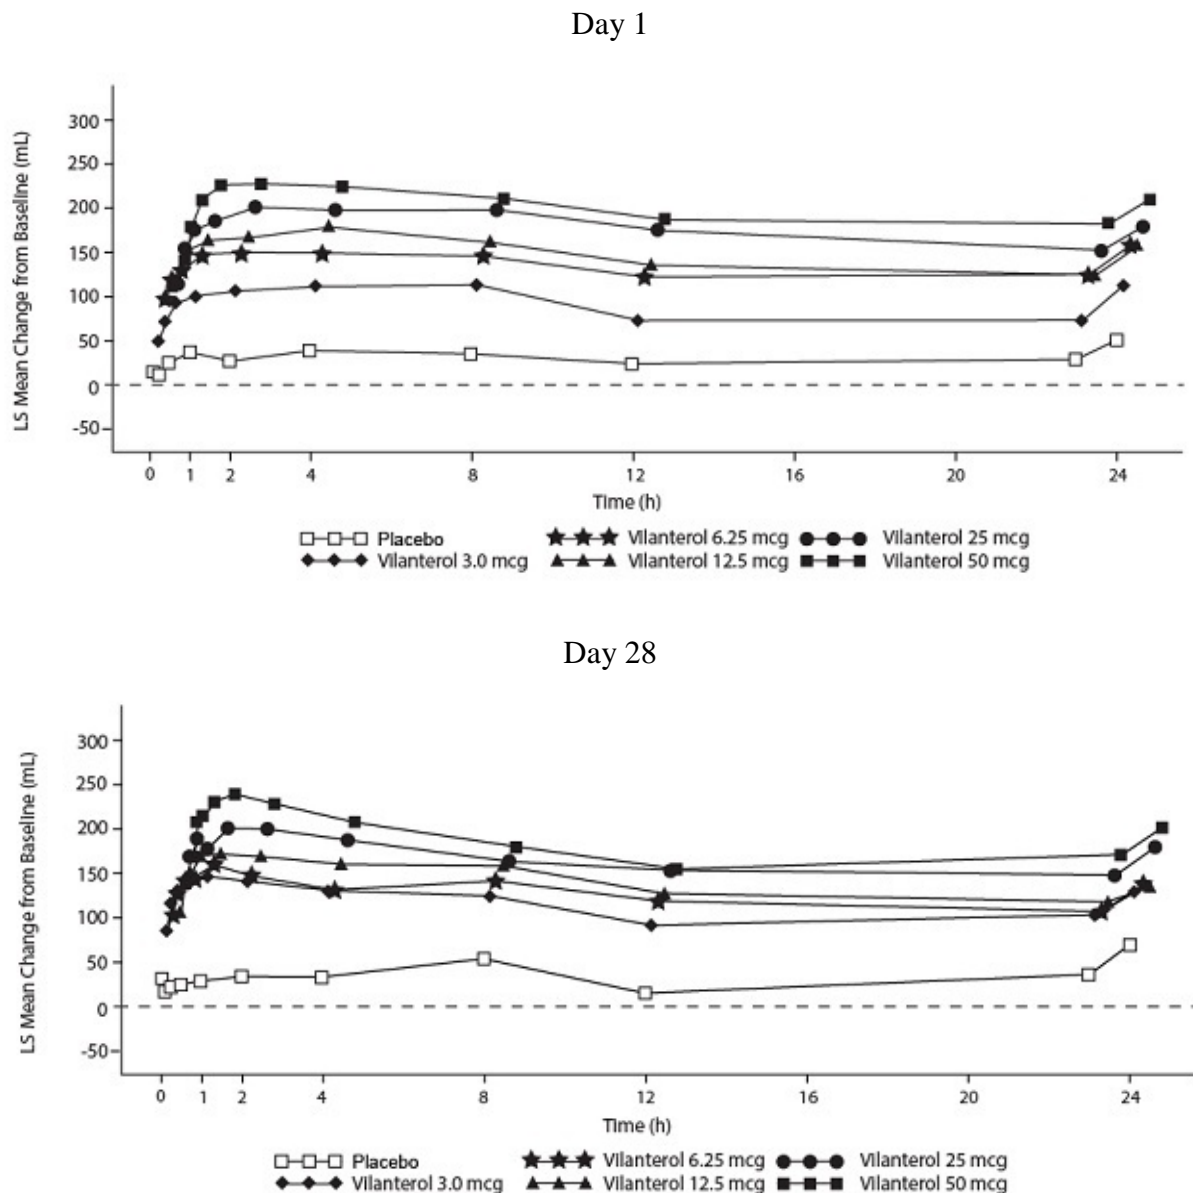 Day 1
LS Mean Change from Baseline (mL)
300
250
200
150
100
50
0
-50
0 1 2 4 8 12 16 20 24
Time (h)
Placebo Vilanterol 6.25 mcg Vilanterol 25 mcg
Vilanterol 3.0 mcg Vilanterol 12.5 mcg Vilanterol 50 mcg
Day 28
LS Mean Change from Baseline (mL)
300
250
200
150
100
50
0
-50
0 1 2 4 8 12 16 20 24
Time (h)
Placebo Vilanterol 6.25 mcg Vilanterol 25 mcg
Vilanterol 3.0 mcg Vilanterol 12.5 mcg Vilanterol 50 mcg